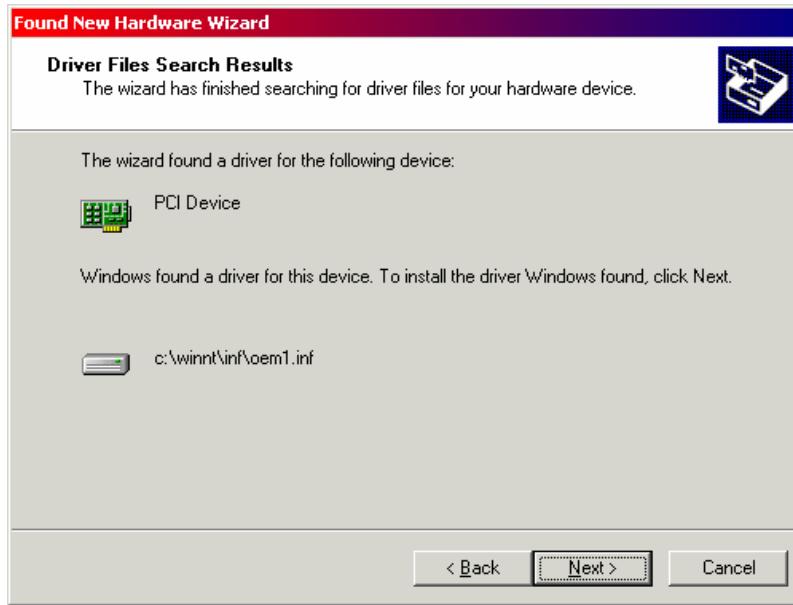 Found New Hardware Wizard
Driver Files Search Results
The wizard has finished searching for driver files for your hardware device.
The wizard found a driver for the following device:
PCI Device
Windows found a driver for this device. To install the driver Windows found, click Next.
c:\winnt\inf\oem1.inf
< Back
Next >
Cancel